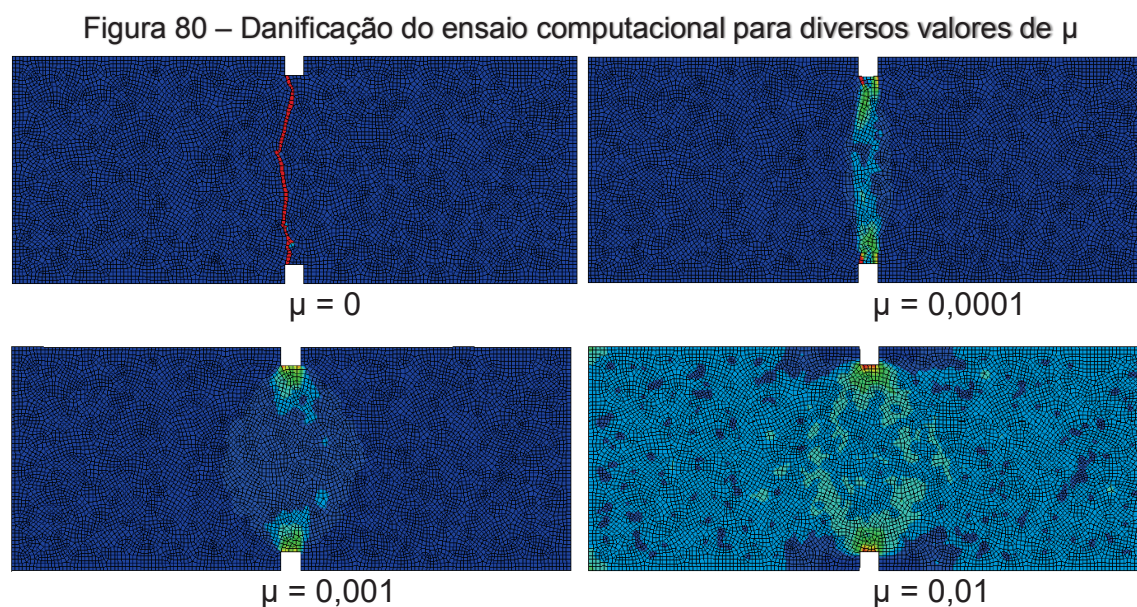 Figura 80 – Danificação do ensaio computacional para diversos valores de µ
µ = 0
µ = 0,0001
µ = 0,001
µ = 0,01